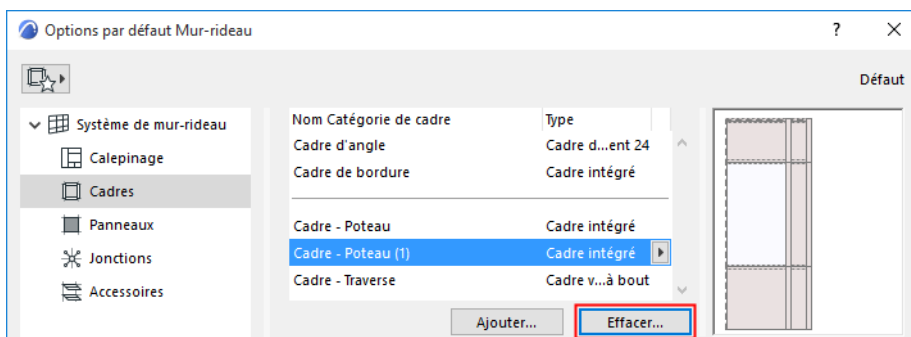 Options par défaut Mur-rideau ?
Défaut
Système de mur-rideau
Calepinage
Cadres
Panneaux
Jonctions
Accessoires
Nom Catégorie de cadre Type
Cadre d'angle Cadre d...ent 24
Cadre de bordure Cadre intégré
Cadre - Poteau Cadre intégré
Cadre - Poteau (1) Cadre intégré
Cadre - Traverse Cadre v...à bout
Ajouter... Effacer...